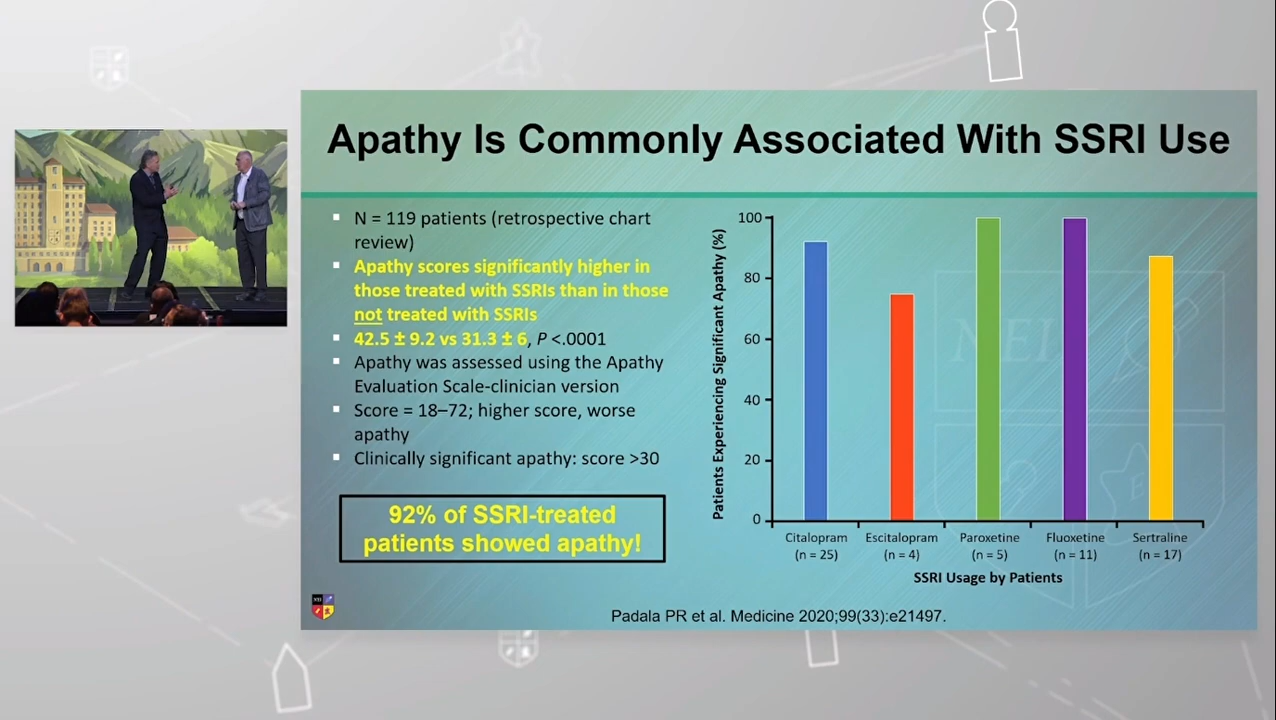 Apathy Is Commonly Associated With SSRI Use
▪ N = 119 patients (retrospective chart
review)
▪ Apathy scores significantly higher in
those treated with SSRIs than in those
not treated with SSRIs
▪ 42.5 ± 9.2 vs 31.3 ± 6, P <.0001
▪ Apathy was assessed using the Apathy
Evaluation Scale-clinician version
▪ Score = 18–72; higher score, worse
apathy
▪ Clinically significant apathy: score >30
92% of SSRI-treated
patients showed apathy!
Patients Experiencing Significant Apathy (%)
100
80
60
40
20
0
Citalopram
(n = 25)
Escitalopram
(n = 4)
Paroxetine
(n = 5)
Fluoxetine
(n = 11)
Sertraline
(n = 17)
SSRI Usage by Patients
NEI
NEI
Padala PR et al. Medicine 2020;99(33):e21497.